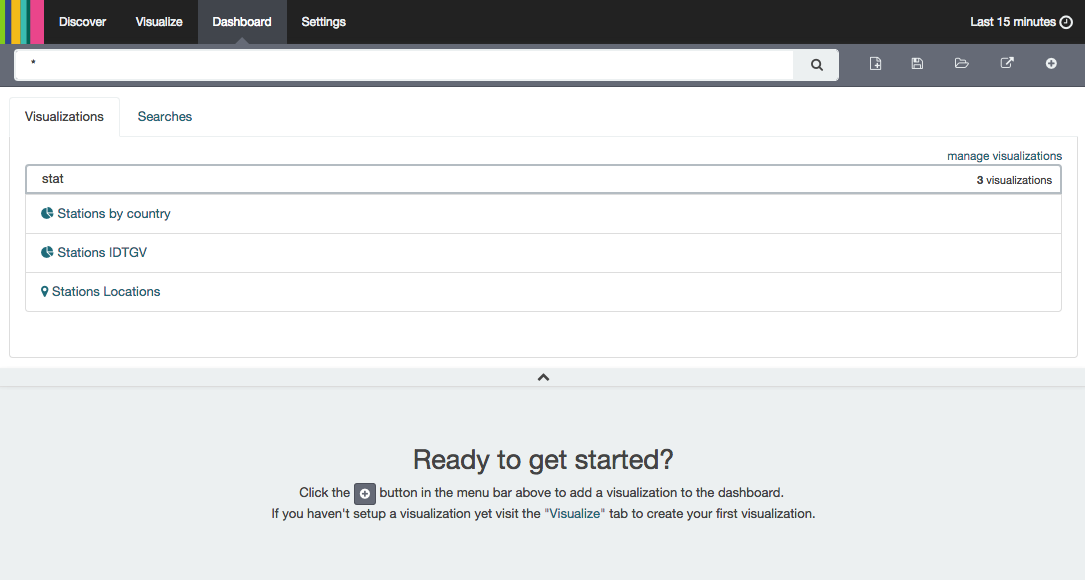 Discover Visualize Dashboard Settings Last 15 minutes
*
Visualizations Searches
manage visualizations
stat 3 visualizations
Stations by country
Stations IDTGV
Stations Locations
Ready to get started?
Click the button in the menu bar above to add a visualization to the dashboard.
If you haven't setup a visualization yet visit the "Visualize" tab to create your first visualization.